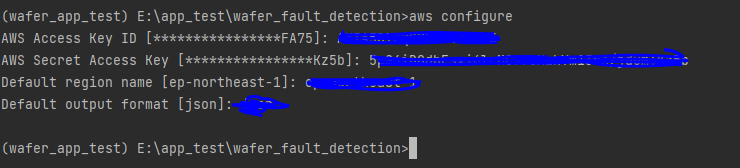 (wafer_app_test) E:\app_test\wafer_fault_detection>aws configure
AWS Access Key ID [****************FA75]:
AWS Secret Access Key [****************Kz5b]:
Default region name [ep-northeast-1]:
Default output format [json]:
(wafer_app_test) E:\app_test\wafer_fault_detection>